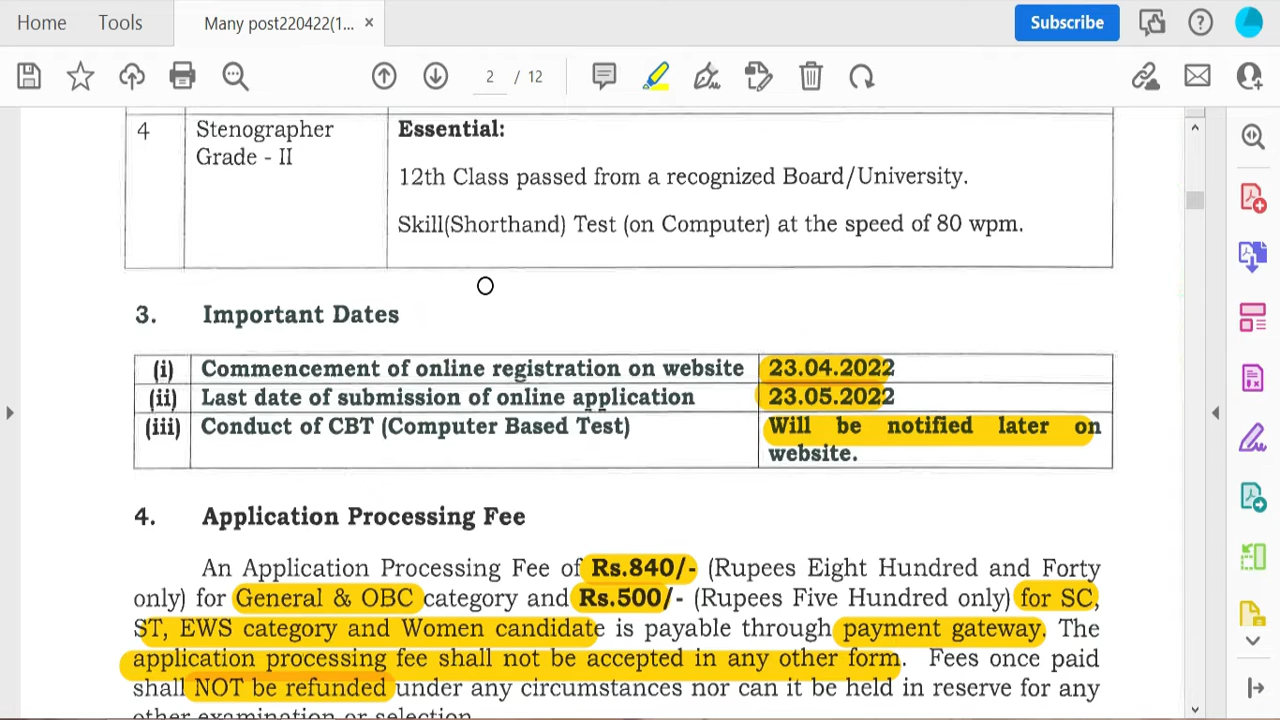 Home Tools Many post220422(1... × Subscribe
2 / 12
4 Stenographer Essential:
Grade - II
12th Class passed from a recognized Board/University.
Skill(Shorthand) Test (on Computer) at the speed of 80 wpm.
3. Important Dates
(i) Commencement of online registration on website 23.04.2022
(ii) Last date of submission of online application 23.05.2022
(iii) Conduct of CBT (Computer Based Test) Will be notified later on
website.
4. Application Processing Fee
An Application Processing Fee of Rs.840/- (Rupees Eight Hundred and Forty
only) for General & OBC category and Rs.500/- (Rupees Five Hundred only) for SC,
ST, EWS category and Women candidate is payable through payment gateway. The
application processing fee shall not be accepted in any other form. Fees once paid
shall NOT be refunded under any circumstances nor can it be held in reserve for any
other examination or selection.